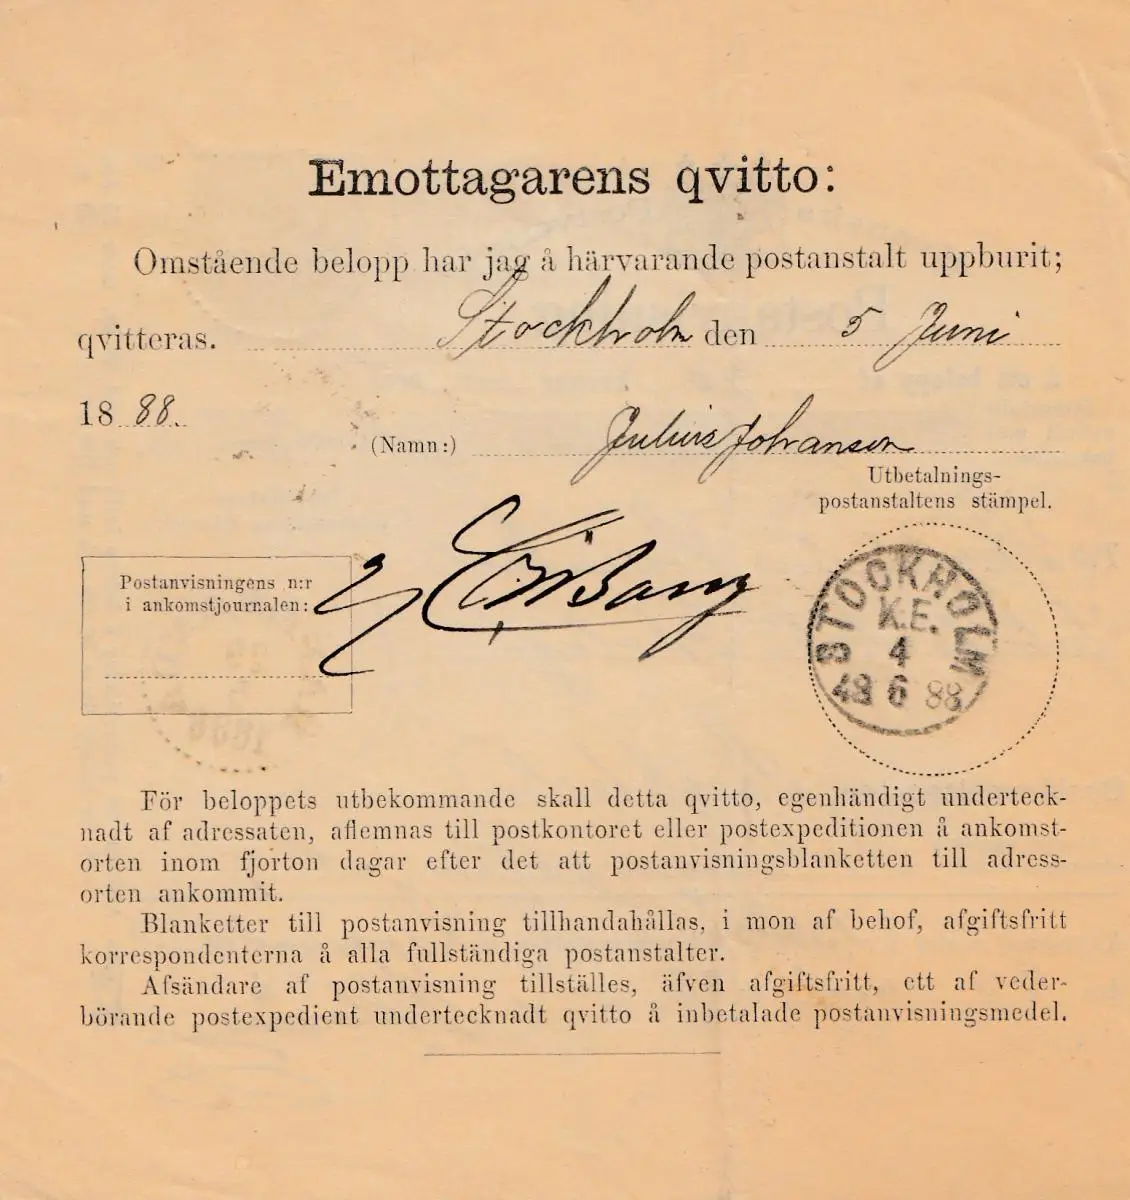 Emottagarens qvitto:
Omstående belopp har jag å härvarande postanstalt uppburit;
qvitteras. Stockholm den 5 Juni
1888.
(Namn:) Julius Johanson
Utbetalnings-
postanstaltens stämpel.
Postanvisningens n:r
i ankomstjournalen:
STOCKHOLM
K.E.
4
6 88
För beloppets utbekommande skall detta qvitto, egenhändigt underteck-
nadt af adressaten, aflemnas till postkontoret eller postexpeditionen å ankomst-
orten inom fjorton dagar efter det att postanvisningsblanketten till adress-
orten ankommit.
Blanketter till postanvisning tillhandahållas, i mon af behof, afgiftsfritt
korrespondenterna å alla fullständiga postanstalter.
Afsändare af postanvisning tillställes, äfven afgiftsfritt, ett af veder-
börande postexpedient undertecknadt qvitto å inbetalade postanvisningsmedel.